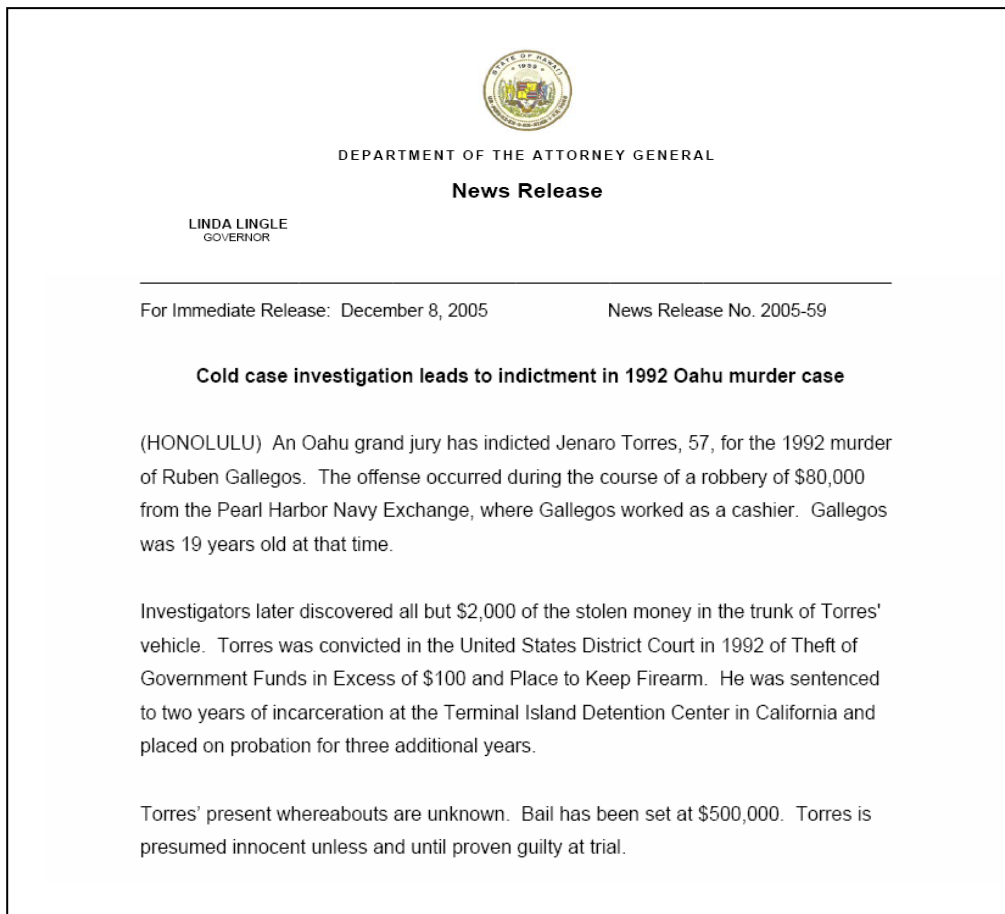 STATE OF HAWAII
1959
DEPARTMENT OF THE ATTORNEY GENERAL
News Release
LINDA LINGLE
GOVERNOR
For Immediate Release: December 8, 2005 News Release No. 2005-59
Cold case investigation leads to indictment in 1992 Oahu murder case
(HONOLULU) An Oahu grand jury has indicted Jenaro Torres, 57, for the 1992 murder
of Ruben Gallegos. The offense occurred during the course of a robbery of $80,000
from the Pearl Harbor Navy Exchange, where Gallegos worked as a cashier. Gallegos
was 19 years old at that time.
Investigators later discovered all but $2,000 of the stolen money in the trunk of Torres'
vehicle. Torres was convicted in the United States District Court in 1992 of Theft of
Government Funds in Excess of $100 and Place to Keep Firearm. He was sentenced
to two years of incarceration at the Terminal Island Detention Center in California and
placed on probation for three additional years.
Torres’ present whereabouts are unknown. Bail has been set at $500,000. Torres is
presumed innocent unless and until proven guilty at trial.